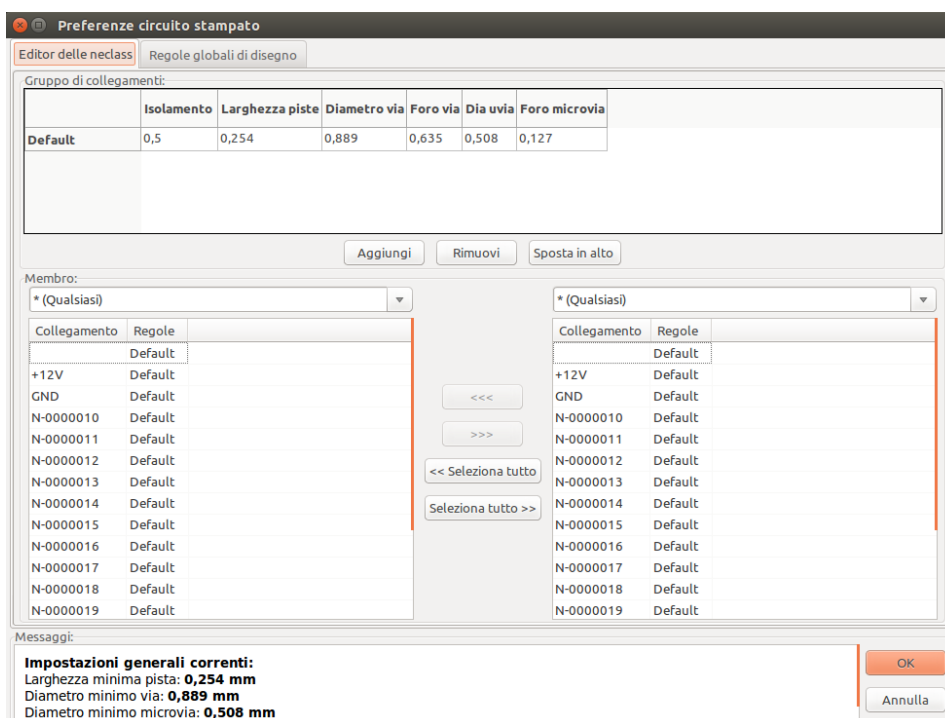 Preferenze circuito stampato
Editor delle neclass Regole globali di disegno
Gruppo di collegamenti:
Isolamento Larghezza piste Diametro via Foro via Dia uvia Foro microvia
Default 0,5 0,254 0,889 0,635 0,508 0,127
Aggiungi Rimuovi Sposta in alto
Membro:
* (Qualsiasi) * (Qualsiasi)
Collegamento Regole Collegamento Regole
Default Default
+12V Default +12V Default
GND Default <<< GND Default
N-0000010 Default N-0000010 Default
N-0000011 Default >>> N-0000011 Default
N-0000012 Default << Seleziona tutto N-0000012 Default
N-0000013 Default N-0000013 Default
N-0000014 Default Seleziona tutto >> N-0000014 Default
N-0000015 Default N-0000015 Default
N-0000016 Default N-0000016 Default
N-0000017 Default N-0000017 Default
N-0000018 Default N-0000018 Default
N-0000019 Default N-0000019 Default
Messaggi:
Impostazioni generali correnti:
Larghezza minima pista: 0,254 mm
Diametro minimo via: 0,889 mm
Diametro minimo microvia: 0,508 mm
OK
Annulla